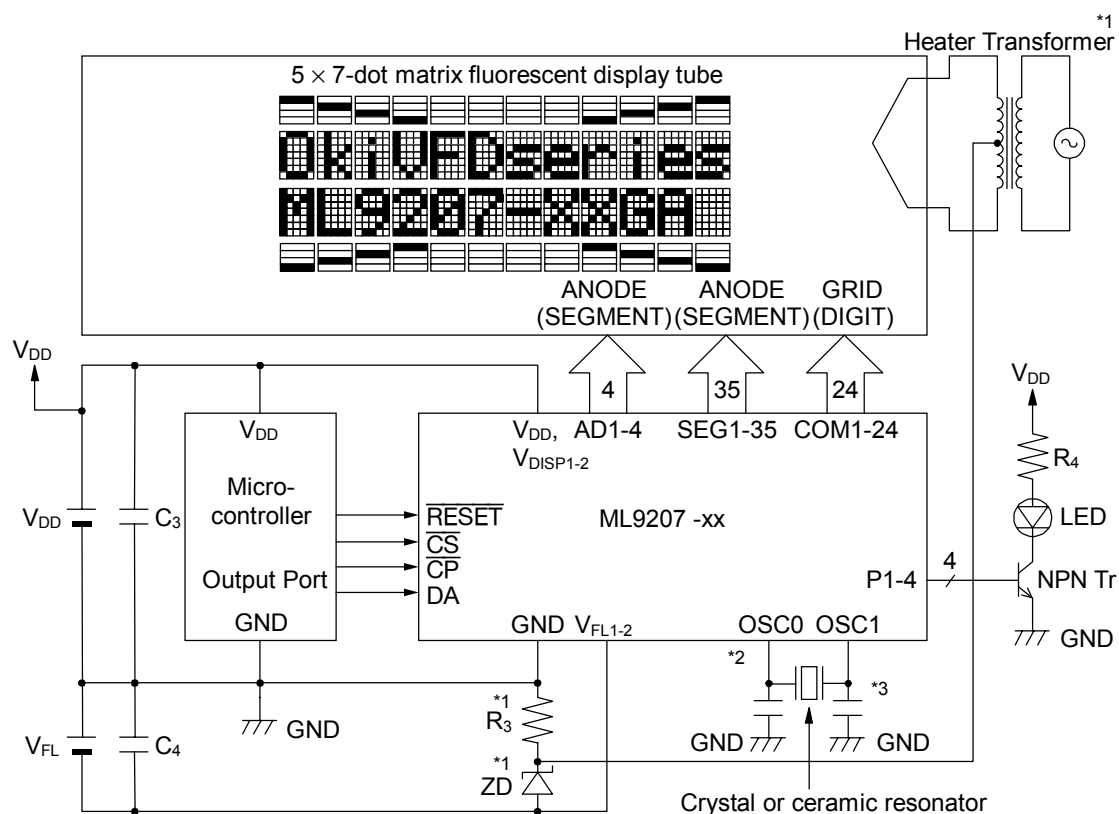 *1
Heater Transformer
5 × 7-dot matrix fluorescent display tube
OkiVFDseries
ML9207-XXGA
ANODE (SEGMENT)
ANODE (SEGMENT)
GRID (DIGIT)
4
35
24
VDD
VDD
VDD
VDD, VDISP1-2
AD1-4
SEG1-35
COM1-24
R4
LED
NPN Tr
GND
VDD
C3
Micro-controller
Output Port
GND
RESET
CS
CP
DA
ML9207 -xx
P1-4
4
GND
VFL1-2
OSC0
OSC1
*2
*3
GND
GND
VFL
C4
GND
*1
R3
*1
ZD
Crystal or ceramic resonator